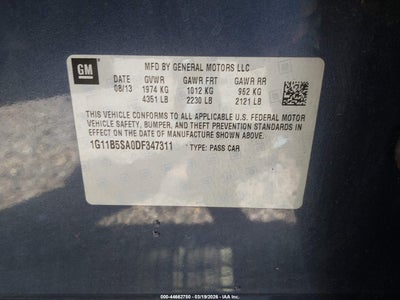 GM
MFD BY GENERAL MOTORS LLC
DATE GVWR GAWR FRT GAWR RR
08/13 1974 KG 1012 KG 952 KG
4351 LB 2230 LB 2121 LB
THIS VEHICLE CONFORMS TO ALL APPLICABLE U.S. FEDERAL MOTOR
VEHICLE SAFETY, BUMPER, AND THEFT PREVENTION STANDARDS IN
EFFECT ON THE DATE OF MANUFACTURE SHOWN ABOVE.
1G11B5SA0DF347311 TYPE: PASS CAR
000-44662750 - 03/19/2026 - IAA Inc.